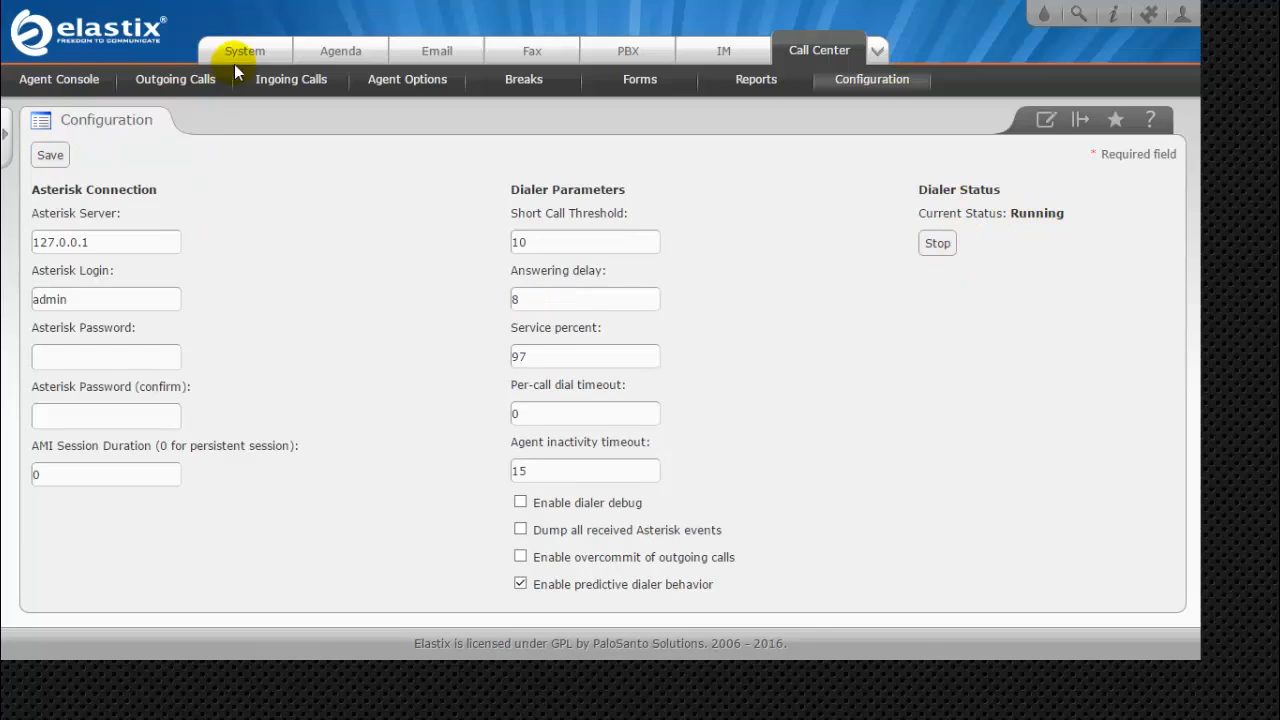 elastix®
FREEDOM TO COMMUNICATE
System Agenda Email Fax PBX IM Call Center
Agent Console Outgoing Calls Ingoing Calls Agent Options Breaks Forms Reports Configuration
Configuration
Save
* Required field
Asterisk Connection
Asterisk Server:
127.0.0.1
Asterisk Login:
admin
Asterisk Password:
Asterisk Password (confirm):
AMI Session Duration (0 for persistent session):
0
Dialer Parameters
Short Call Threshold:
10
Answering delay:
8
Service percent:
97
Per-call dial timeout:
0
Agent inactivity timeout:
15
Enable dialer debug
Dump all received Asterisk events
Enable overcommit of outgoing calls
Enable predictive dialer behavior
Dialer Status
Current Status: Running
Stop
Elastix is licensed under GPL by PaloSanto Solutions. 2006 - 2016.